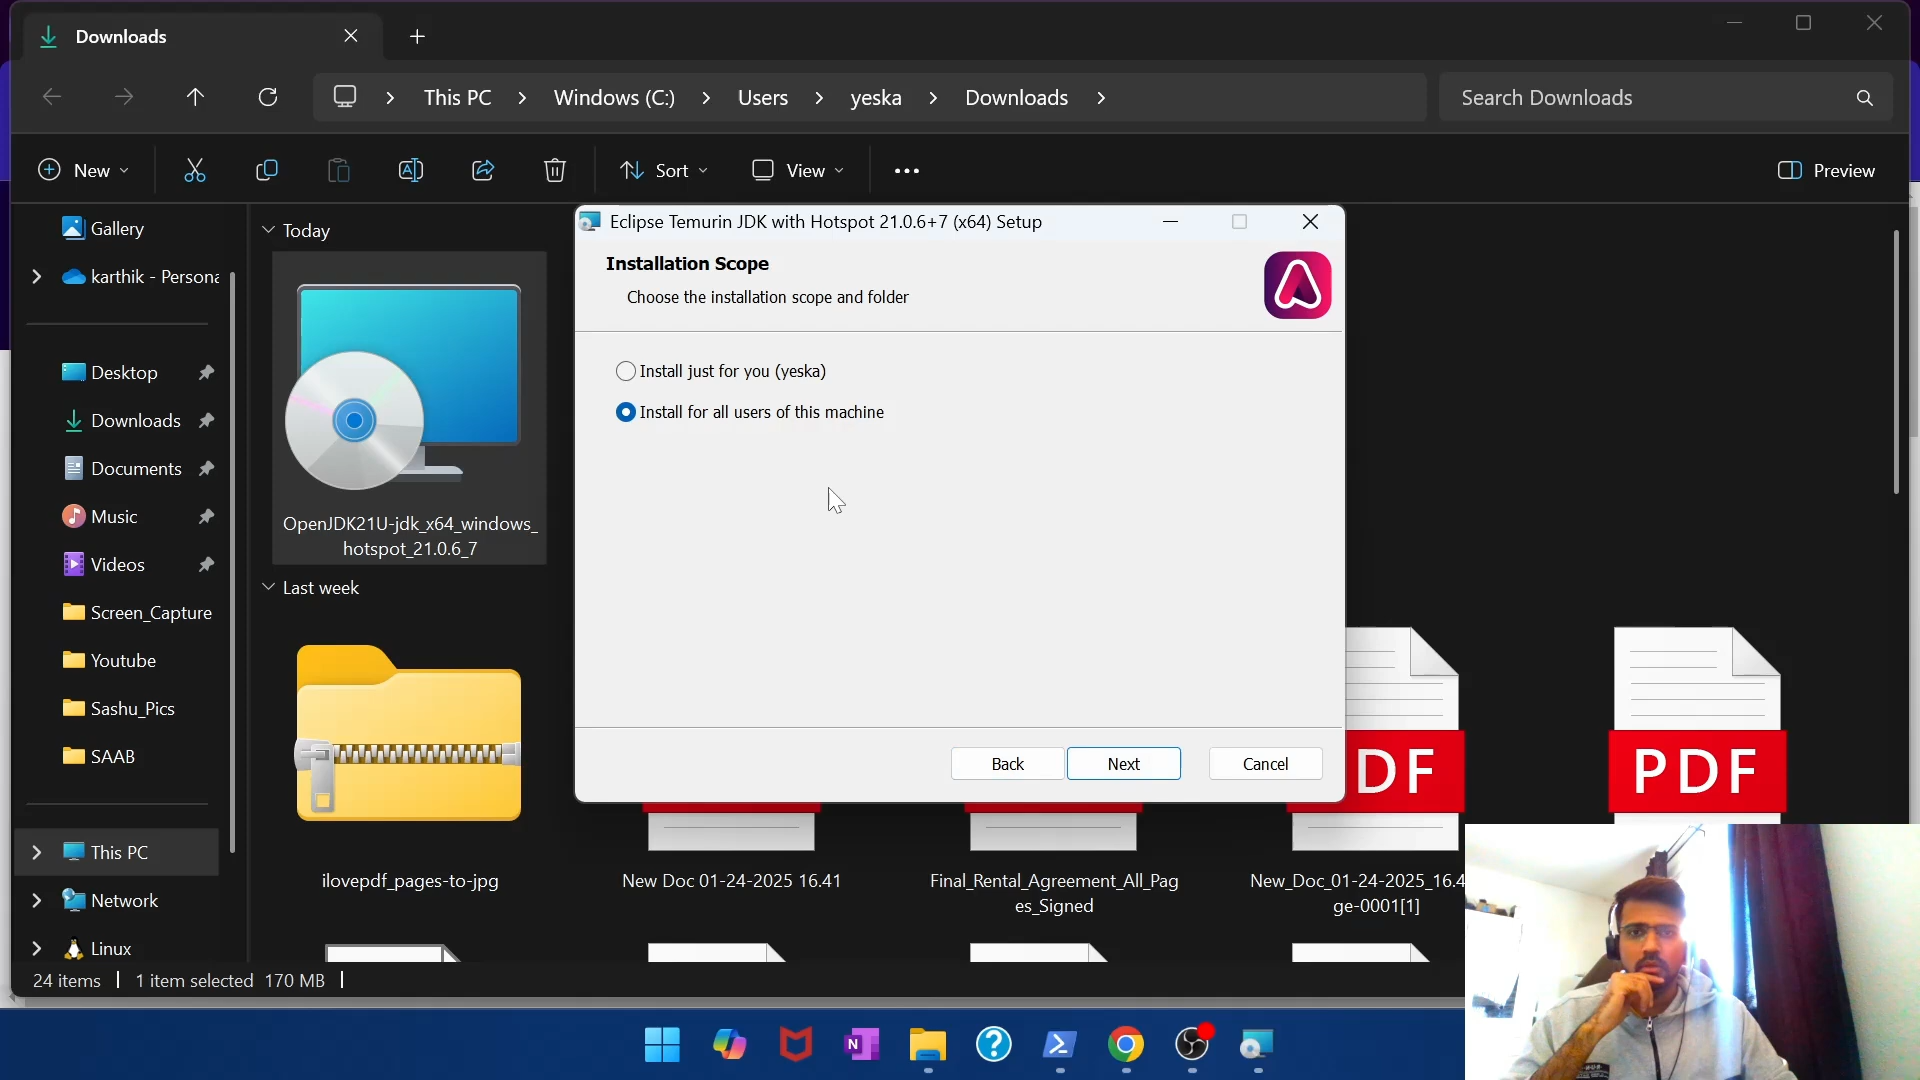 Downloads
This PC
Windows (C:)
Users
yeska
Downloads
Search Downloads
New
Sort
View
Preview
Gallery
karthik - Persona
Desktop
Downloads
Documents
Music
Videos
Screen_Capture
Youtube
Sashu_Pics
SAAB
This PC
Network
Linux
Today
OpenJDK21U-jdk_x64_windows_
hotspot_21.0.6_7
Last week
ilovepdf_pages-to-jpg
Eclipse Temurin JDK with Hotspot 21.0.6+7 (x64) Setup
Installation Scope
Choose the installation scope and folder
Install just for you (yeska)
Install for all users of this machine
Back
Next
Cancel
DF
PDF
New Doc 01-24-2025 16.41
Final_Rental_Agreement_All_Pag
es_Signed
New_Doc_01-24-2025_16.4
ge-0001[1]
24 items
1 item selected 170 MB
N